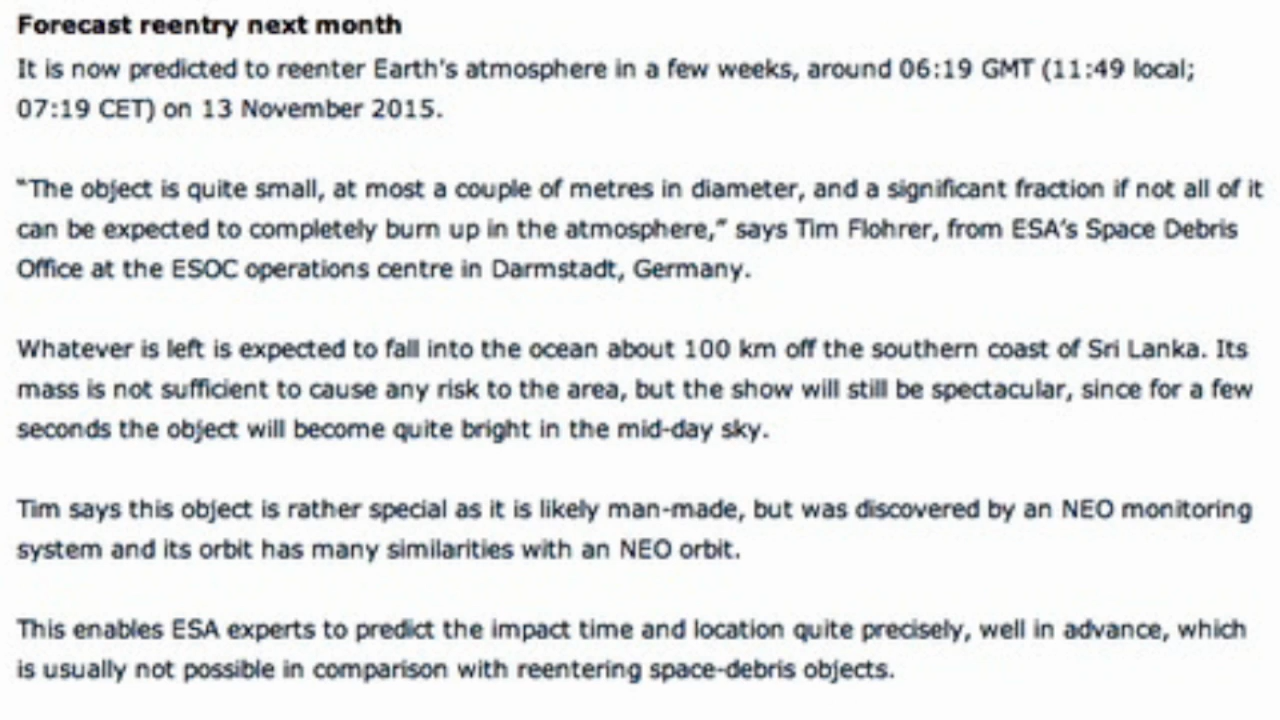 Forecast reentry next month
It is now predicted to reenter Earth's atmosphere in a few weeks, around 06:19 GMT (11:49 local;
07:19 CET) on 13 November 2015.
“The object is quite small, at most a couple of metres in diameter, and a significant fraction if not all of it
can be expected to completely burn up in the atmosphere,” says Tim Flohrer, from ESA's Space Debris
Office at the ESOC operations centre in Darmstadt, Germany.
Whatever is left is expected to fall into the ocean about 100 km off the southern coast of Sri Lanka. Its
mass is not sufficient to cause any risk to the area, but the show will still be spectacular, since for a few
seconds the object will become quite bright in the mid-day sky.
Tim says this object is rather special as it is likely man-made, but was discovered by an NEO monitoring
system and its orbit has many similarities with an NEO orbit.
This enables ESA experts to predict the impact time and location quite precisely, well in advance, which
is usually not possible in comparison with reentering space-debris objects.